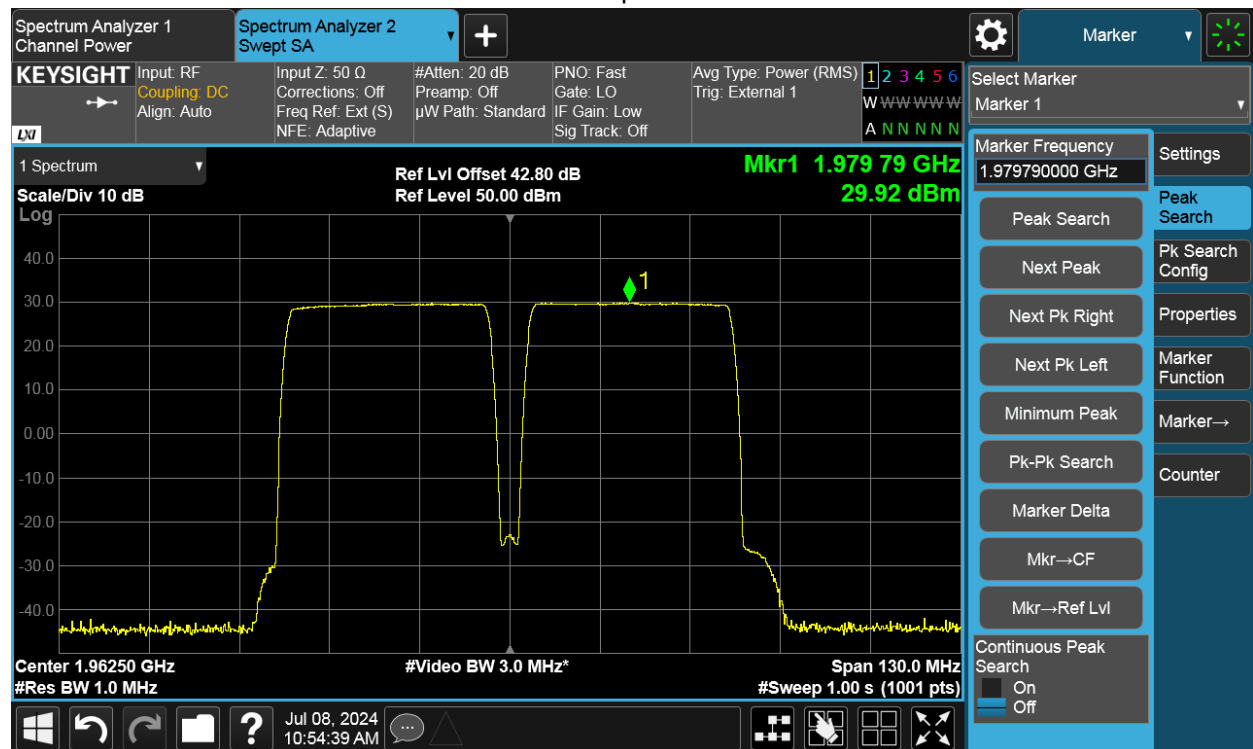 Spectrum Analyzer 1
Channel Power
Spectrum Analyzer 2
Swept SA
Marker
KEYSIGHT
LXI
Input: RF
Coupling: DC
Align: Auto
Input Z: 50 Ω
Corrections: Off
Freq Ref: Ext (S)
NFE: Adaptive
#Atten: 20 dB
Preamp: Off
µW Path: Standard
PNO: Fast
Gate: LO
IF Gain: Low
Sig Track: Off
Avg Type: Power (RMS)
Trig: External 1
1 2 3 4 5 6
W W W W W W
A N N N N N
1 Spectrum
Scale/Div 10 dB
Ref Lvl Offset 42.80 dB
Ref Level 50.00 dBm
Mkr1 1.979 79 GHz
29.92 dBm
Log
40.0
30.0
20.0
10.0
0.00
-10.0
-20.0
-30.0
-40.0
1
Center 1.96250 GHz
#Res BW 1.0 MHz
#Video BW 3.0 MHz*
Span 130.0 MHz
#Sweep 1.00 s (1001 pts)
Select Marker
Marker 1
Marker Frequency
1.979790000 GHz
Peak Search
Next Peak
Next Pk Right
Next Pk Left
Minimum Peak
Pk-Pk Search
Marker Delta
Mkr→CF
Mkr→Ref Lvl
Continuous Peak
Search
On
Off
Settings
Peak
Search
Pk Search
Config
Properties
Marker
Function
Marker→
Counter
?
Jul 08, 2024
10:54:39 AM